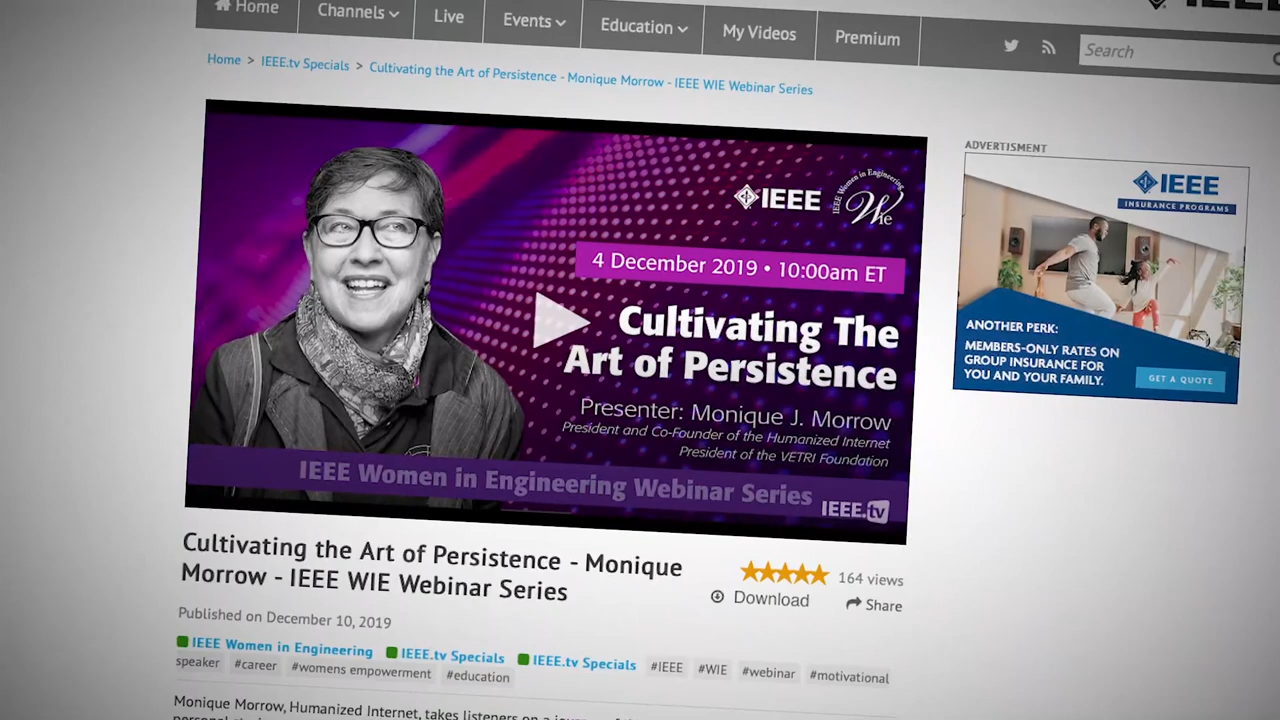 Home
Channels
Live
Events
Education
My Videos
Premium
Search
Home > IEEE.tv Specials > Cultivating the Art of Persistence - Monique Morrow - IEEE WIE Webinar Series
IEEE
IEEE Women in Engineering
WIE
4 December 2019 • 10:00am ET
Cultivating The
Art of Persistence
Presenter: Monique J. Morrow
President and Co-Founder of the Humanized Internet
President of the VETRI Foundation
IEEE Women in Engineering Webinar Series
IEEE.tv
ADVERTISMENT
IEEE
INSURANCE PROGRAMS
ANOTHER PERK:
MEMBERS-ONLY RATES ON
GROUP INSURANCE FOR
YOU AND YOUR FAMILY.
GET A QUOTE
Cultivating the Art of Persistence - Monique
Morrow - IEEE WIE Webinar Series
164 views
Download
Share
Published on December 10, 2019
IEEE Women in Engineering IEEE.tv Specials IEEE.tv Specials #IEEE #WIE #webinar #motivational
speaker #career #womens empowerment #education
Monique Morrow, Humanized Internet, takes listeners on a